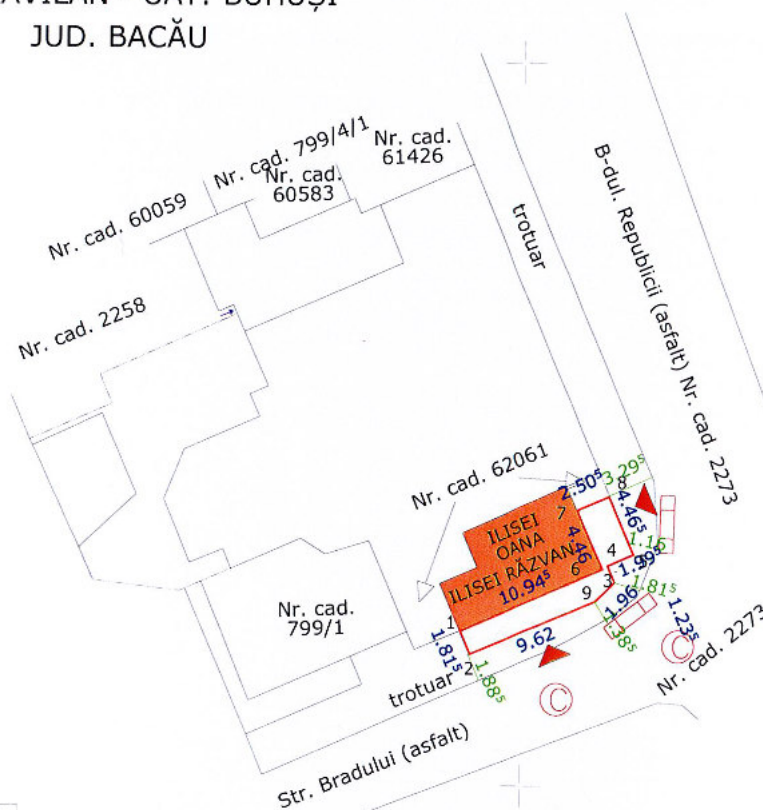 JUD. BACĂU
Nr. cad. 799/4/1
Nr. cad.
61426
Nr. cad.
60583
Nr. cad. 60059
Nr. cad. 2258
trotuar
B-dul. Republicii (asfalt) Nr. cad. 2273
Nr. cad. 62061
2.50⁵
3.29⁵
8
7
4.46⁵
ILISEI
OANA
ILISEI RĂZVAN
4.46
4
1.16
1.99⁵
6
10.94⁵
9
3
1.81⁵
1.96
1.38⁵
1.23⁵
Nr. cad.
799/1
1
1.81⁵
2
9.62
1.88⁵
trotuar
C
C
Nr. cad. 2273
Str. Bradului (asfalt)